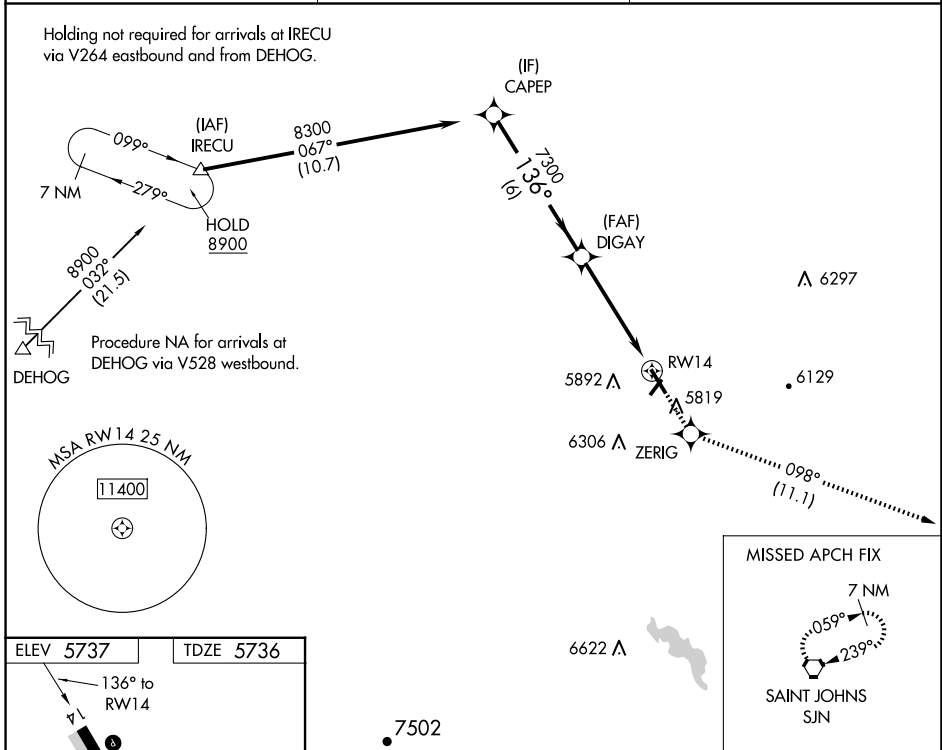 Holding not required for arrivals at IRECU
via V264 eastbound and from DEHOG.
(IF)
CAPEP
(IAF)
IRECU
8300
067°
(10.7)
099°
279°
7 NM
HOLD
8900
7300
136°
(6)
(FAF)
DIGAY
8900
032°
(21.5)
6297
Procedure NA for arrivals at
DEHOG via V528 westbound.
DEHOG
RW14
5892
5819
6129
6306
ZERIG
098°
(11.1)
MSA RW14 25 NM
11400
MISSED APCH FIX
7 NM
059°
239°
SAINT JOHNS
SJN
6622
ELEV 5737
TDZE 5736
136° to
RW14
14
P
7502